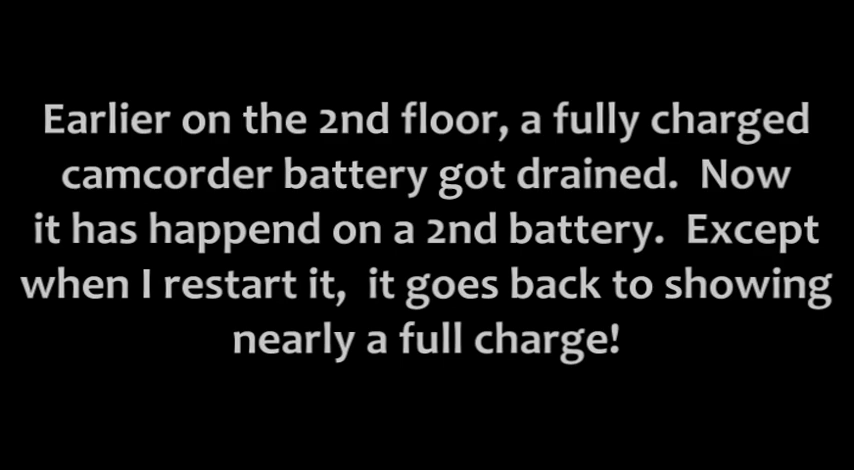 Earlier on the 2nd floor, a fully charged
camcorder battery got drained.  Now
it has happend on a 2nd battery.  Except
when I restart it,  it goes back to showing
nearly a full charge!